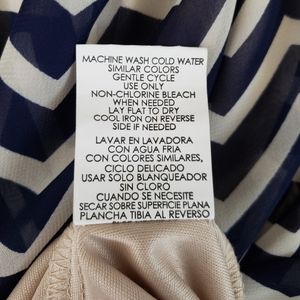 MACHINE WASH COLD WATER
SIMILAR COLORS
GENTLE CYCLE
USE ONLY
NON-CHLORINE BLEACH
WHEN NEEDED
LAY FLAT TO DRY
COOL IRON ON REVERSE
SIDE IF NEEDED
LAVAR EN LAVADORA
CON AGUA FRIA
CON COLORES SIMILARES,
CICLO DELICADO
USAR SOLO BLANQUEADOR
SIN CLORO
CUANDO SE NECESITE
SECAR SOBRE SUPERFICIE PLANA
PLANCHA TIBIA AL REVERSO